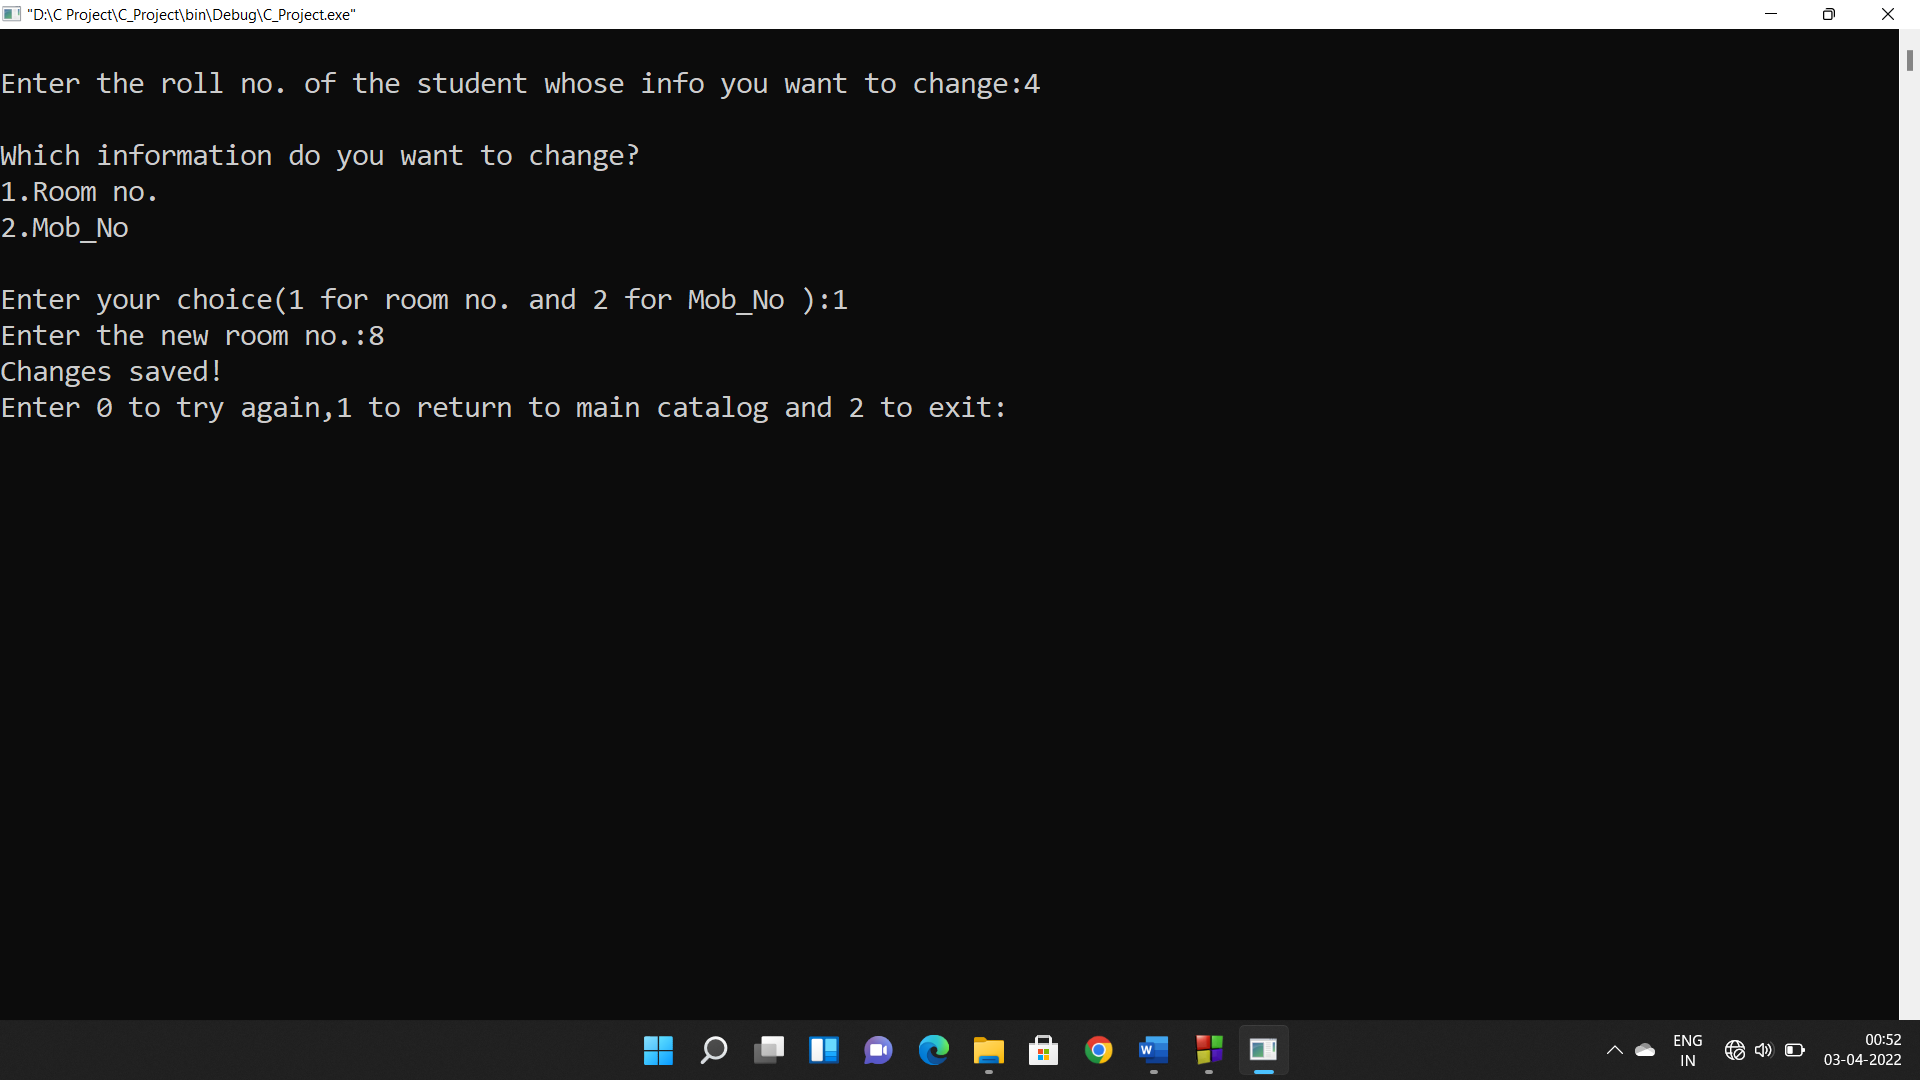 "D:\C Project\C_Project\bin\Debug\C_Project.exe"
Enter the roll no. of the student whose info you want to change:4
Which information do you want to change?
1.Room no.
2.Mob_No
Enter your choice(1 for room no. and 2 for Mob_No ):1
Enter the new room no.:8
Changes saved!
Enter 0 to try again,1 to return to main catalog and 2 to exit:
W
ENG
IN
00:52
03-04-2022